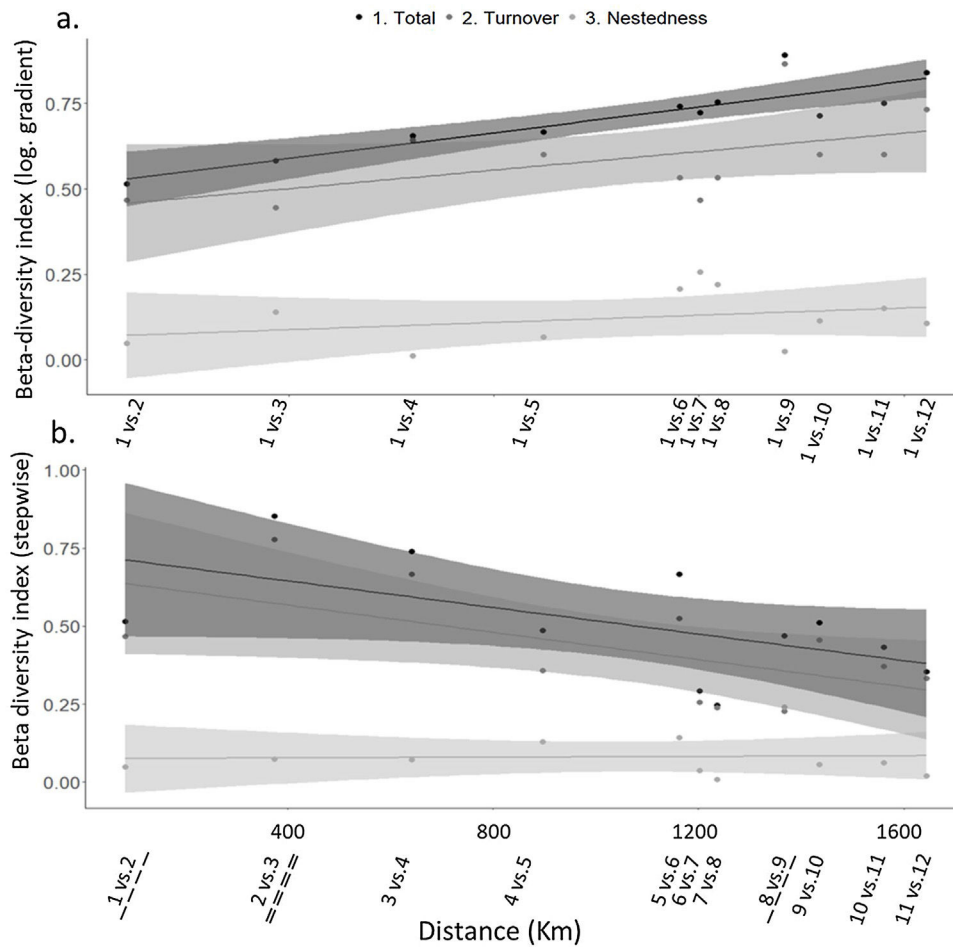 a.
1. Total 2. Turnover 3. Nestedness
Beta-diversity index (log. gradient)
0.75
0.50
0.25
0.00
1 vs.2 1 vs.3 1 vs.4 1 vs.5 1 vs.6 1 vs.7 1 vs.8 1 vs.9 1 vs.10 1 vs.11 1 vs.12
b.
Beta diversity index (stepwise)
1.00
0.75
0.50
0.25
0.00
400 800 1200 1600
1 vs.2 2 vs.3 3 vs.4 4 vs.5 5 vs.6 6 vs.7 7 vs.8 8 vs.9 9 vs.10 10 vs.11 11 vs.12
Distance (Km)